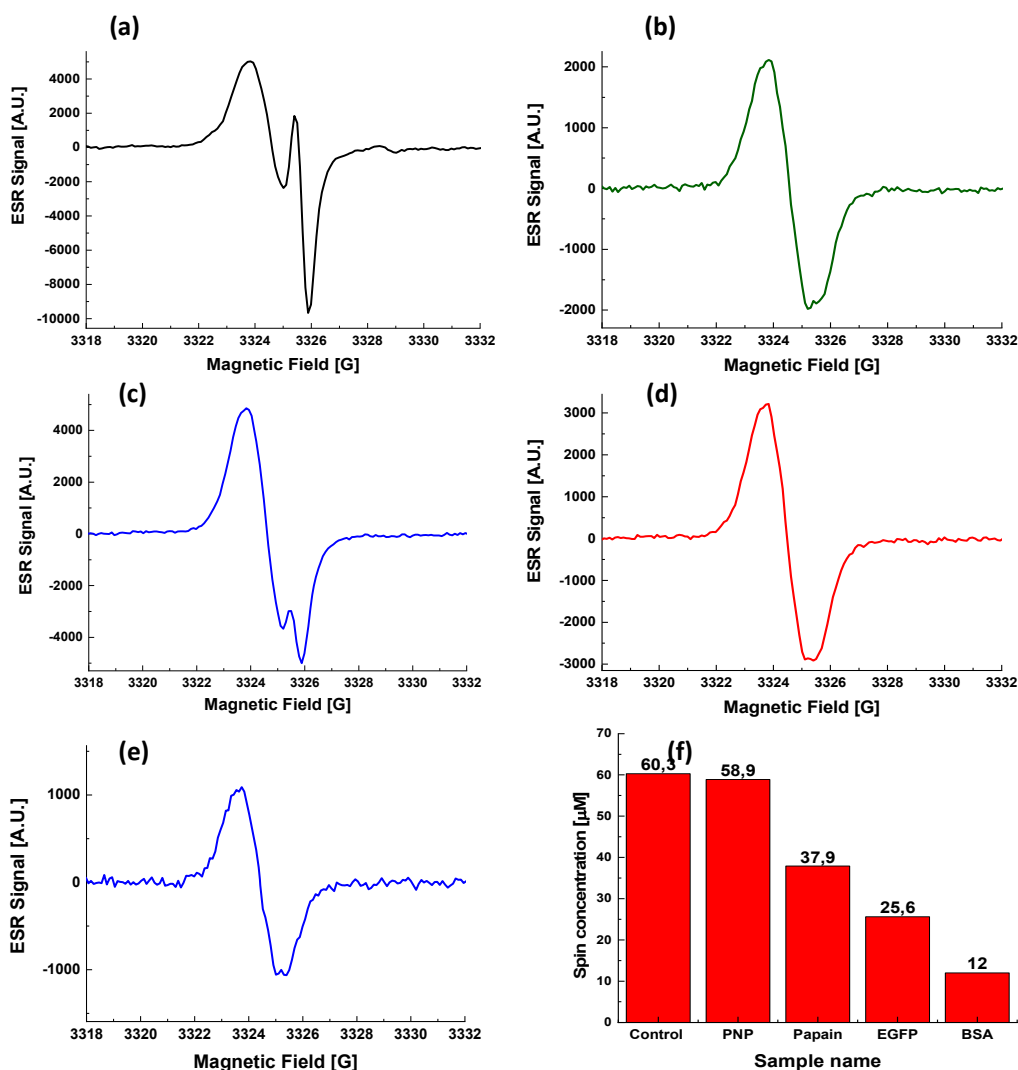 (a)
ESR Signal [A.U.]
4000
2000
0
-2000
-4000
-6000
-8000
-10000
3318 3320 3322 3324 3326 3328 3330 3332
Magnetic Field [G]
(b)
ESR Signal [A.U.]
2000
1000
0
-1000
-2000
3318 3320 3322 3324 3326 3328 3330 3332
Magnetic Field [G]
(c)
ESR Signal [A.U.]
4000
2000
0
-2000
-4000
3318 3320 3322 3324 3326 3328 3330 3332
Magnetic Field [G]
(d)
ESR Signal [A.U.]
3000
2000
1000
0
-1000
-2000
-3000
3318 3320 3322 3324 3326 3328 3330 3332
Magnetic Field [G]
(e)
ESR Signal [A.U.]
1000
0
-1000
3318 3320 3322 3324 3326 3328 3330 3332
Magnetic Field [G]
(f)
Spin concentration [µM]
70
60
50
40
30
20
10
0
60,3
58,9
37,9
25,6
12
Control PNP Papain EGFP BSA
Sample name